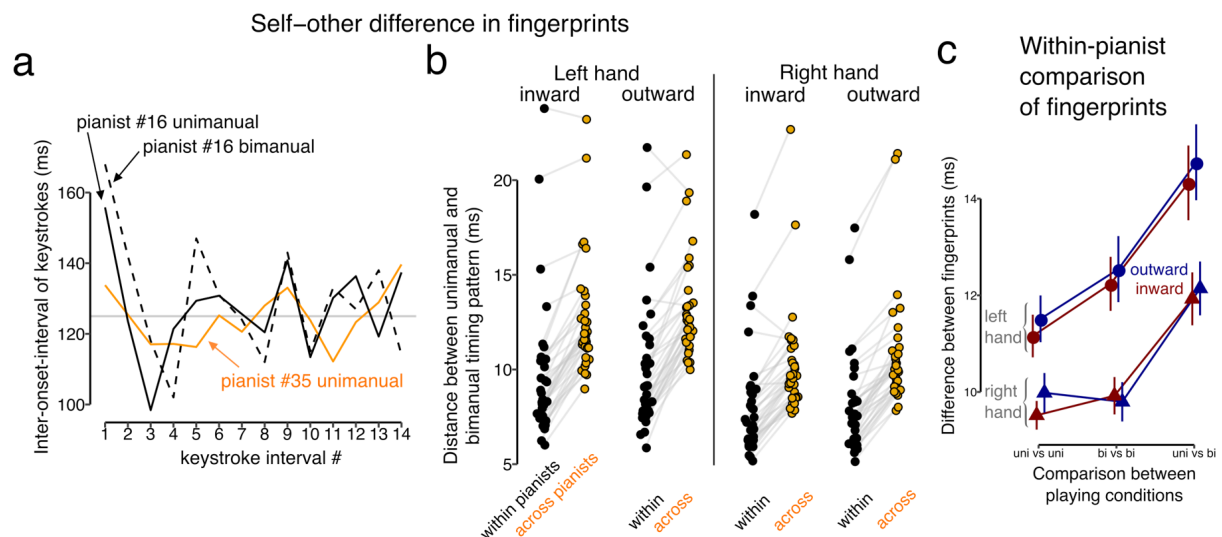 Self–other difference in fingerprints
a
pianist #16 unimanual
pianist #16 bimanual
pianist #35 unimanual
Inter-onset-interval of keystrokes (ms)
160
140
120
100
1 2 3 4 5 6 7 8 9 10 11 12 13 14
keystroke interval #
b
Left hand
inward outward
Right hand
inward outward
Distance between unimanual and
bimanual timing pattern (ms)
20
15
10
5
within pianists
across pianists
within
across
within
across
within
across
c
Within-pianist
comparison
of fingerprints
Difference between fingerprints (ms)
14
12
10
outward
inward
left
hand
right
hand
uni vs uni
bi vs bi
uni vs bi
Comparison between
playing conditions